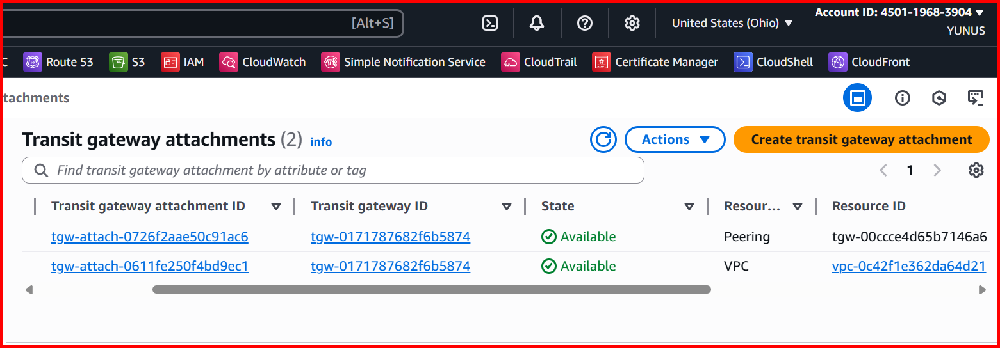 [Alt+S]
United States (Ohio)
Account ID: 4501-1968-3904
YUNUS
C
Route 53
S3
IAM
CloudWatch
Simple Notification Service
CloudTrail
Certificate Manager
CloudShell
CloudFront
tachments
Transit gateway attachments (2) info
Actions
Create transit gateway attachment
Find transit gateway attachment by attribute or tag
1
Transit gateway attachment ID Transit gateway ID State Resour... Resource ID
tgw-attach-0726f2aae50c91ac6 tgw-0171787682f6b5874 Available Peering tgw-00ccce4d65b7146a6
tgw-attach-0611fe250f4bd9ec1 tgw-0171787682f6b5874 Available VPC vpc-0c42f1e362da64d21